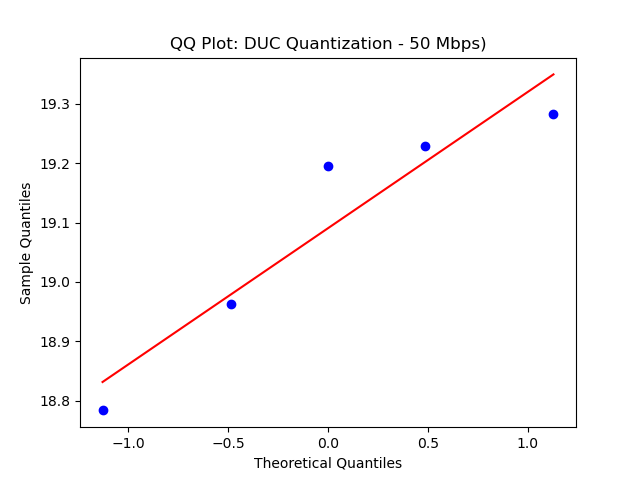 QQ Plot: DUC Quantization - 50 Mbps)
19.3
19.2
19.1
19.0
18.9
18.8
Sample Quantiles
−1.0 −0.5 0.0 0.5 1.0
Theoretical Quantiles